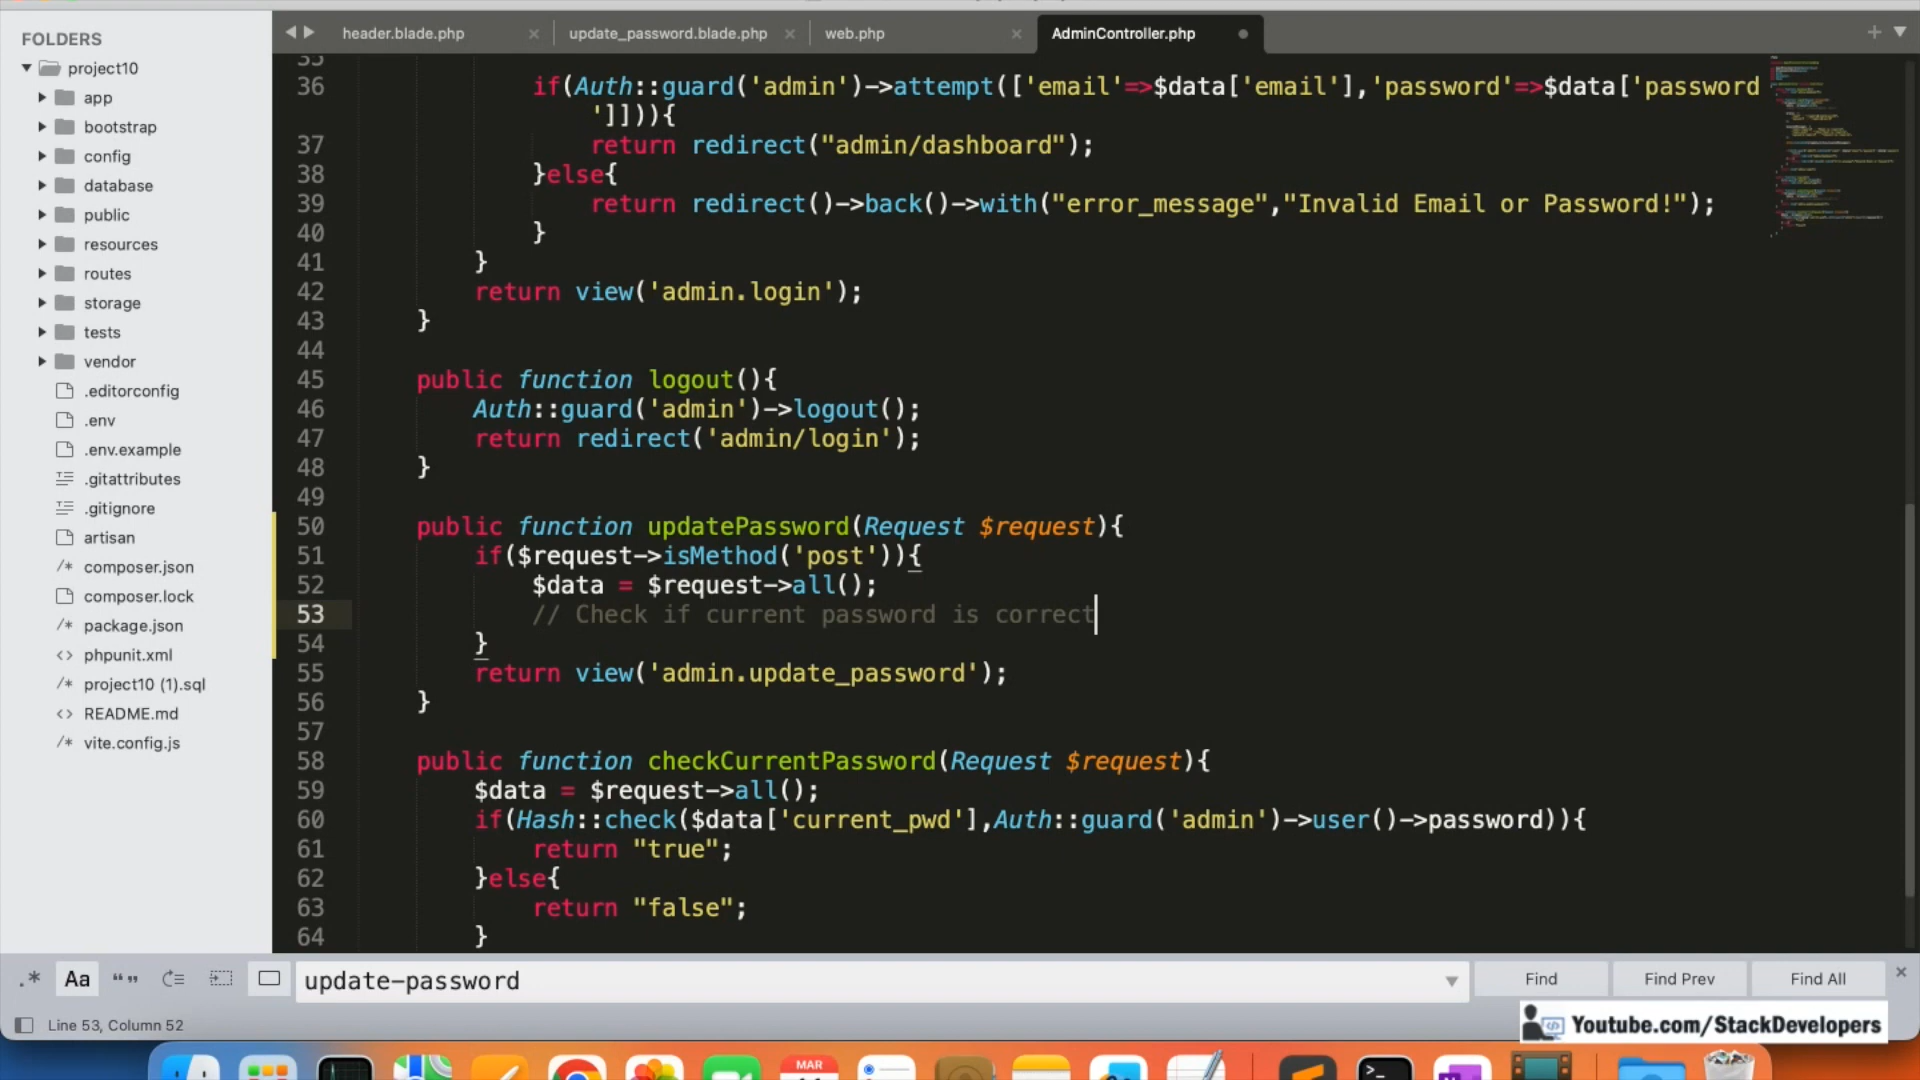 FOLDERS
project10
app
bootstrap
config
database
public
resources
routes
storage
tests
vendor
.editorconfig
.env
.env.example
.gitattributes
.gitignore
artisan
/* composer.json
composer.lock
/* package.json
<> phpunit.xml
/* project10 (1).sql
<> README.md
/* vite.config.js
header.blade.php
update_password.blade.php
web.php
AdminController.php
35
36 if(Auth::guard('admin')->attempt(['email'=>$data['email'],'password'=>$data['password
']])){
37 return redirect("admin/dashboard");
38 }else{
39 return redirect()->back()->with("error_message","Invalid Email or Password!");
40 }
41 }
42 return view('admin.login');
43 }
44
45 public function logout(){
46 Auth::guard('admin')->logout();
47 return redirect('admin/login');
48 }
49
50 public function updatePassword(Request $request){
51 if($request->isMethod('post')){
52 $data = $request->all();
53 // Check if current password is correct
54 }
55 return view('admin.update_password');
56 }
57
58 public function checkCurrentPassword(Request $request){
59 $data = $request->all();
60 if(Hash::check($data['current_pwd'],Auth::guard('admin')->user()->password)){
61 return "true";
62 }else{
63 return "false";
64 }
.* Aa “ ” update-password Find Find Prev Find All
Line 53, Column 52
Youtube.com/StackDevelopers
MAR